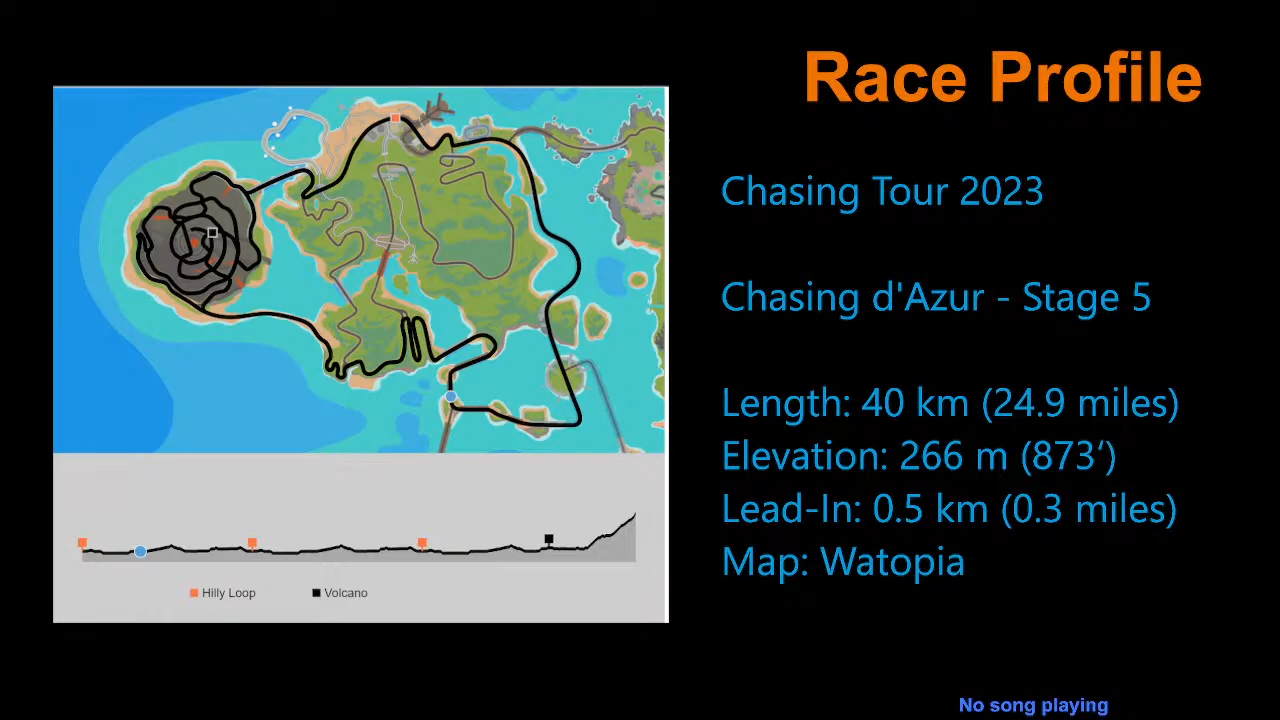 Race Profile
Chasing Tour 2023
Chasing d'Azur - Stage 5
Length: 40 km (24.9 miles)
Elevation: 266 m (873‘)
Lead-In: 0.5 km (0.3 miles)
Map: Watopia
Hilly Loop
Volcano
No song playing